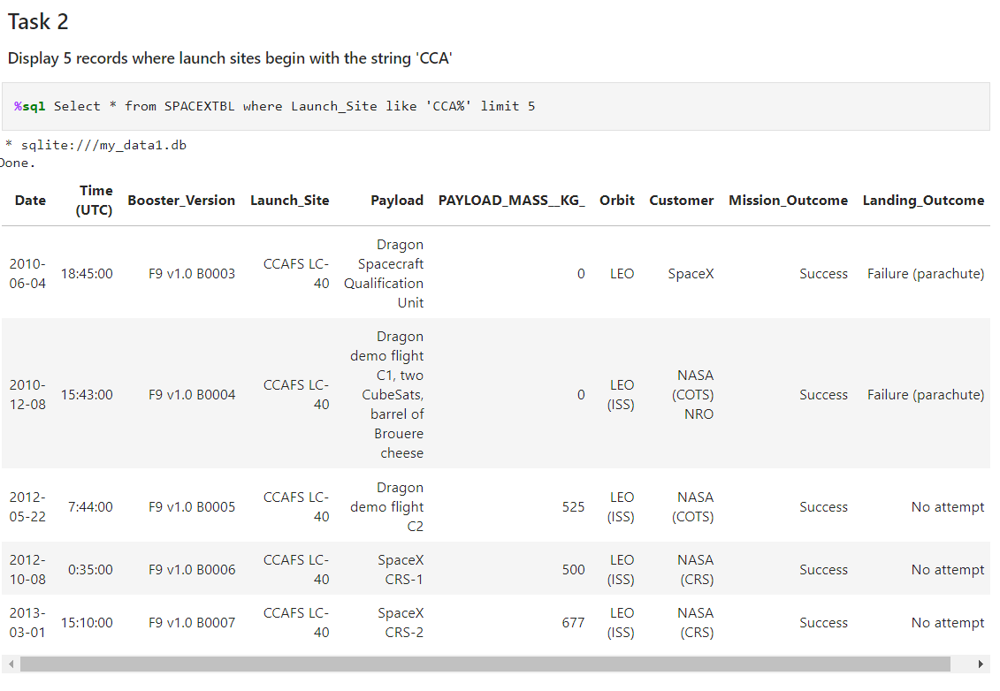 Task 2
Display 5 records where launch sites begin with the string 'CCA'
%sql Select * from SPACEXTBL where Launch_Site like 'CCA%' limit 5
* sqlite:///my_data1.db
Done.
Date Time (UTC) Booster_Version Launch_Site Payload PAYLOAD_MASS__KG_ Orbit Customer Mission_Outcome Landing_Outcome
2010-06-04 18:45:00 F9 v1.0 B0003 CCAFS LC-40 Dragon Spacecraft Qualification Unit 0 LEO SpaceX Success Failure (parachute)
2010-12-08 15:43:00 F9 v1.0 B0004 CCAFS LC-40 Dragon demo flight C1, two CubeSats, barrel of Brouere cheese 0 LEO (ISS) NASA (COTS) NRO Success Failure (parachute)
2012-05-22 7:44:00 F9 v1.0 B0005 CCAFS LC-40 Dragon demo flight C2 525 LEO (ISS) NASA (COTS) Success No attempt
2012-10-08 0:35:00 F9 v1.0 B0006 CCAFS LC-40 SpaceX CRS-1 500 LEO (ISS) NASA (CRS) Success No attempt
2013-03-01 15:10:00 F9 v1.0 B0007 CCAFS LC-40 SpaceX CRS-2 677 LEO (ISS) NASA (CRS) Success No attempt